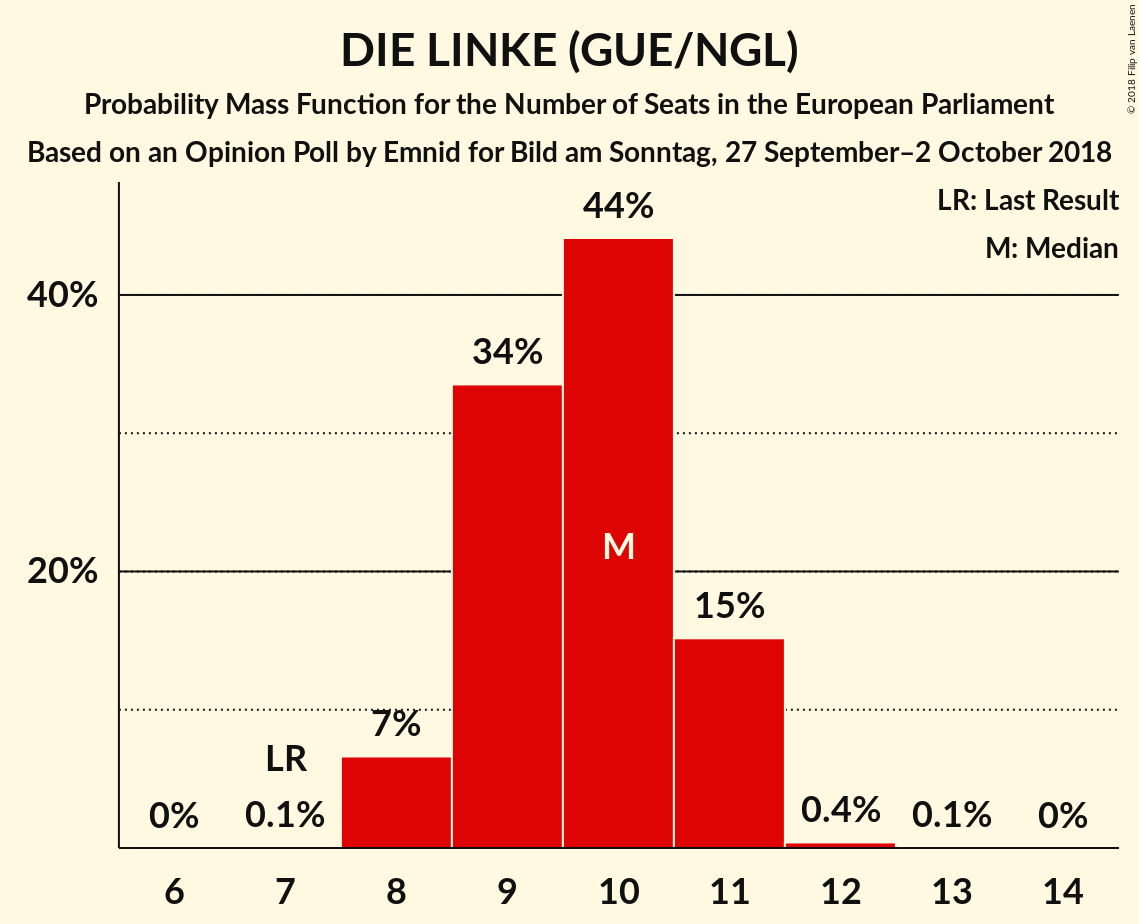 DIE LINKE (GUE/NGL)
Probability Mass Function for the Number of Seats in the European Parliament
Based on an Opinion Poll by Emnid for Bild am Sonntag, 27 September–2 October 2018
© 2018 Filip van Laenen
LR: Last Result
M: Median
44%
40%
34%
M
20%
15%
7%
LR
0% 0.1% 0.4% 0.1% 0%
6 7 8 9 10 11 12 13 14